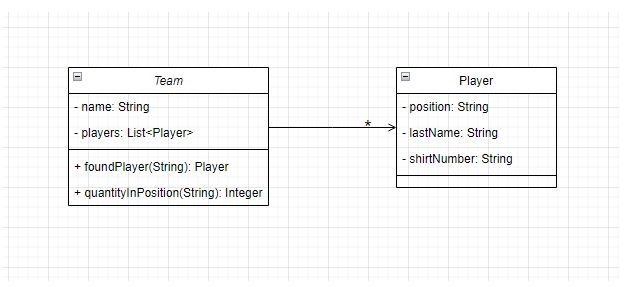 Team
- name: String
- players: List<Player>
+ foundPlayer(String): Player
+ quantityInPosition(String): Integer
*
Player
- position: String
- lastName: String
- shirtNumber: String